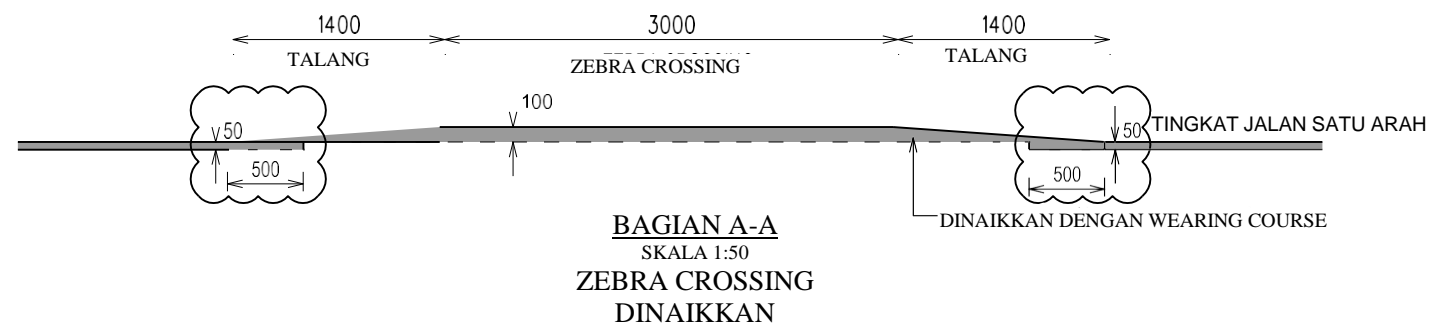 1400 3000 1400
TALANG ZEBRA CROSSING TALANG
100
50 50 TINGKAT JALAN SATU ARAH
500 500
DINAIKKAN DENGAN WEARING COURSE
BAGIAN A-A
SKALA 1:50
ZEBRA CROSSING
DINAIKKAN